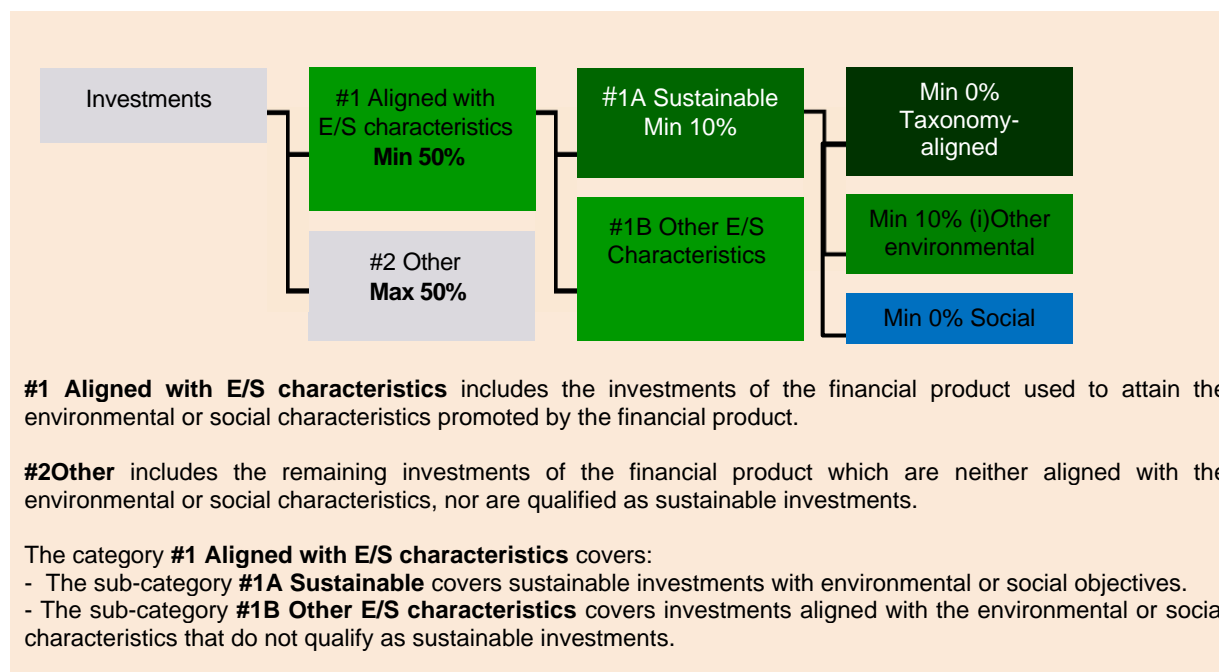 Investments
#1 Aligned with
E/S characteristics
Min 50%
#2 Other
Max 50%
#1A Sustainable
Min 10%
#1B Other E/S
Characteristics
Min 0%
Taxonomy-
aligned
Min 10% (i)Other
environmental
Min 0% Social
#1 Aligned with E/S characteristics includes the investments of the financial product used to attain the
environmental or social characteristics promoted by the financial product.
#2Other includes the remaining investments of the financial product which are neither aligned with the
environmental or social characteristics, nor are qualified as sustainable investments.
The category #1 Aligned with E/S characteristics covers:
- The sub-category #1A Sustainable covers sustainable investments with environmental or social objectives.
- The sub-category #1B Other E/S characteristics covers investments aligned with the environmental or social
characteristics that do not qualify as sustainable investments.